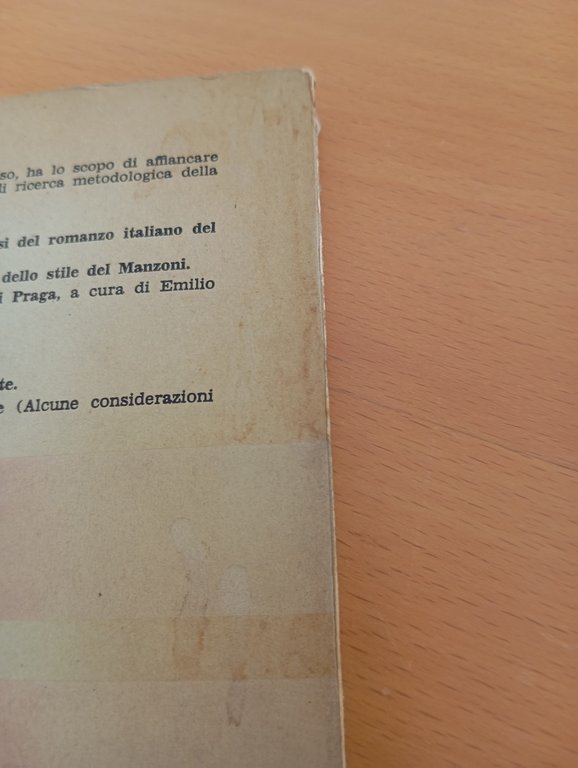 so, ha lo scopo di affiancare
di ricerca metodologica della
si del romanzo italiano del
dello stile del Manzoni.
i Praga, a cura di Emilio
te.
e (Alcune considerazioni